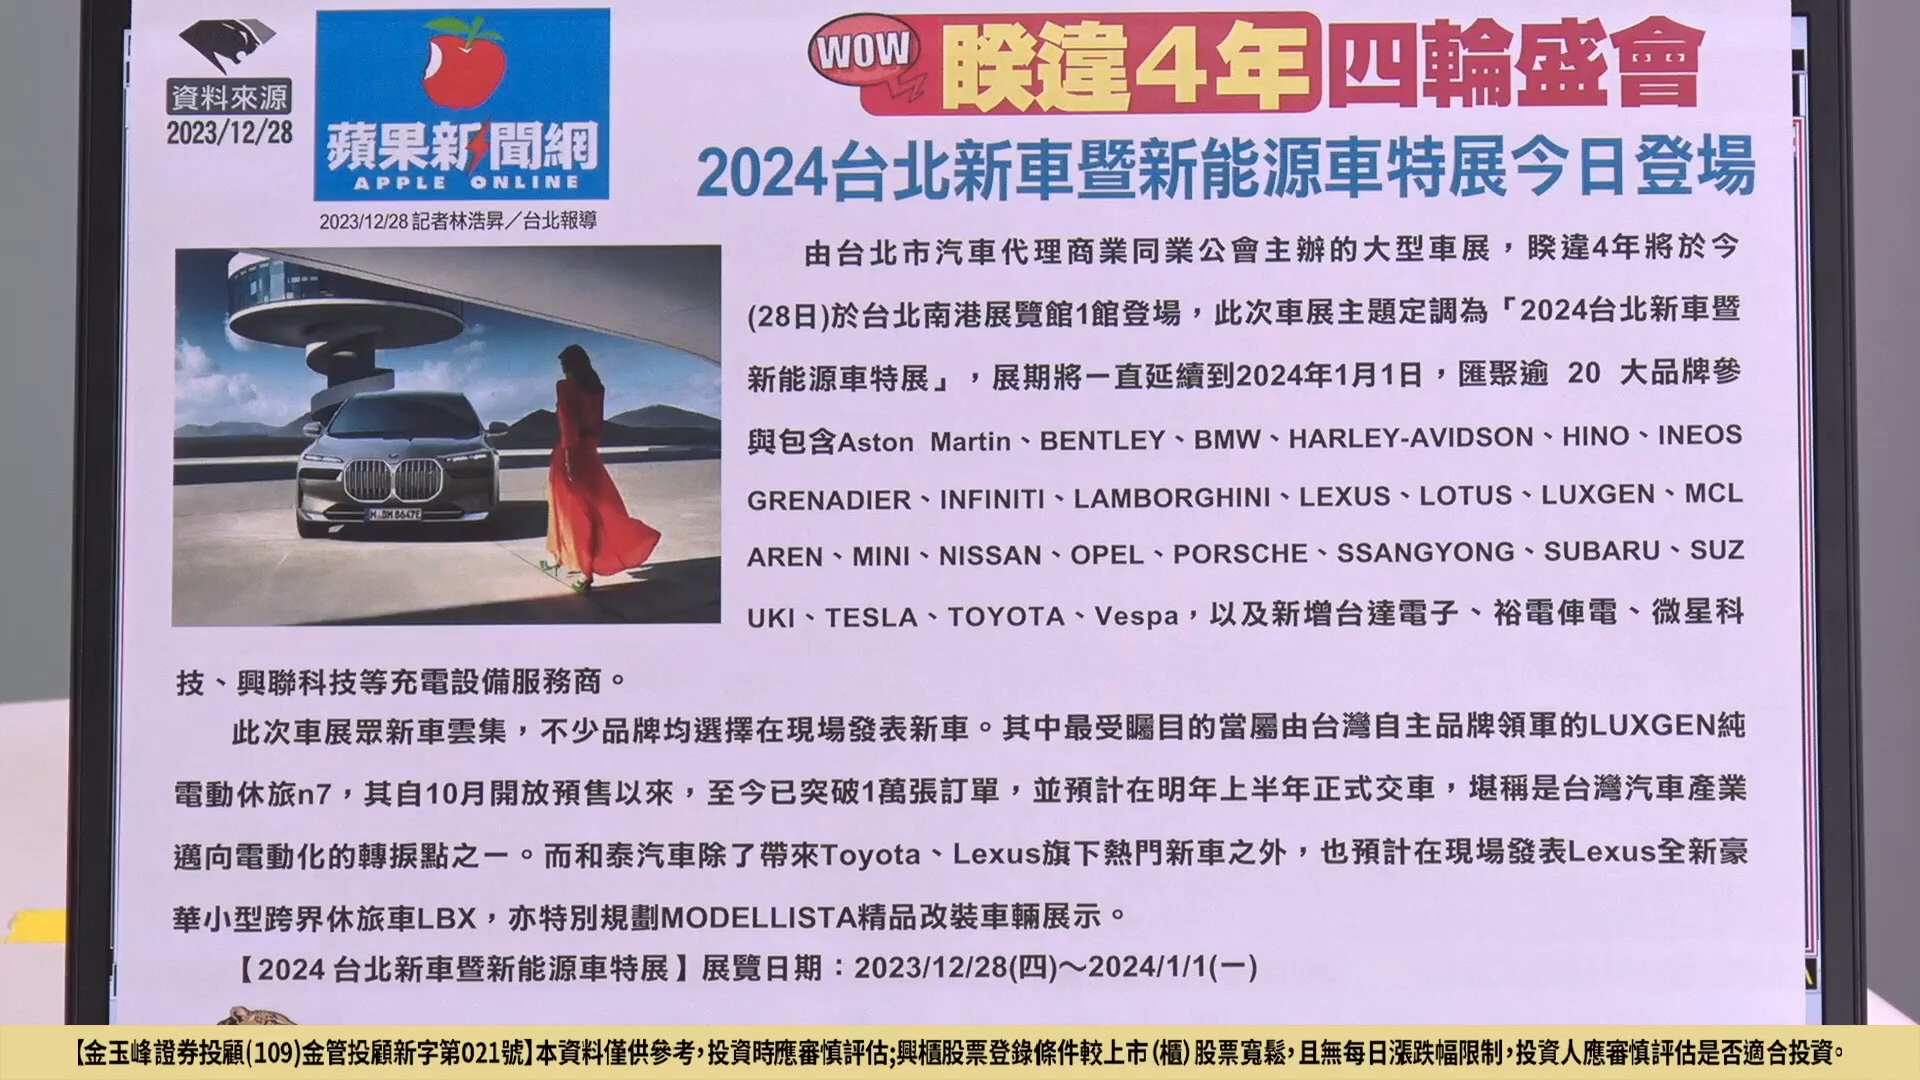 資料來源
2023/12/28
蘋果新聞網
APPLE ONLINE
2023/12/28 記者林浩昇／台北報導
WOW 睽違4年四輪盛會
2024台北新車暨新能源車特展今日登場
由台北市汽車代理商業同業公會主辦的大型車展，睽違4年將於今
(28日)於台北南港展覽館1館登場，此次車展主題定調為「2024台北新車暨
新能源車特展」，展期將一直延續到2024年1月1日，匯聚逾 20 大品牌參
與包含Aston Martin、BENTLEY、BMW、HARLEY-AVIDSON、HINO、INEOS
GRENADIER、INFINITI、LAMBORGHINI、LEXUS、LOTUS、LUXGEN、MCL
AREN、MINI、NISSAN、OPEL、PORSCHE、SSANGYONG、SUBARU、SUZ
UKI、TESLA、TOYOTA、Vespa，以及新增台達電子、裕電俥電、微星科
技、興聯科技等充電設備服務商。
此次車展眾新車雲集，不少品牌均選擇在現場發表新車。其中最受矚目的當屬由台灣自主品牌領軍的LUXGEN純
電動休旅n7，其自10月開放預售以來，至今已突破1萬張訂單，並預計在明年上半年正式交車，堪稱是台灣汽車產業
邁向電動化的轉捩點之一。而和泰汽車除了帶來Toyota、Lexus旗下熱門新車之外，也預計在現場發表Lexus全新豪
華小型跨界休旅車LBX，亦特別規劃MODELLISTA精品改裝車輛展示。
【2024 台北新車暨新能源車特展】展覽日期：2023/12/28(四)～2024/1/1(一)
M DM 8647E
【金玉峰證券投顧(109)金管投顧新字第021號】本資料僅供參考，投資時應審慎評估；興櫃股票登錄條件較上市（櫃）股票寬鬆，且無每日漲跌幅限制，投資人應審慎評估是否適合投資。